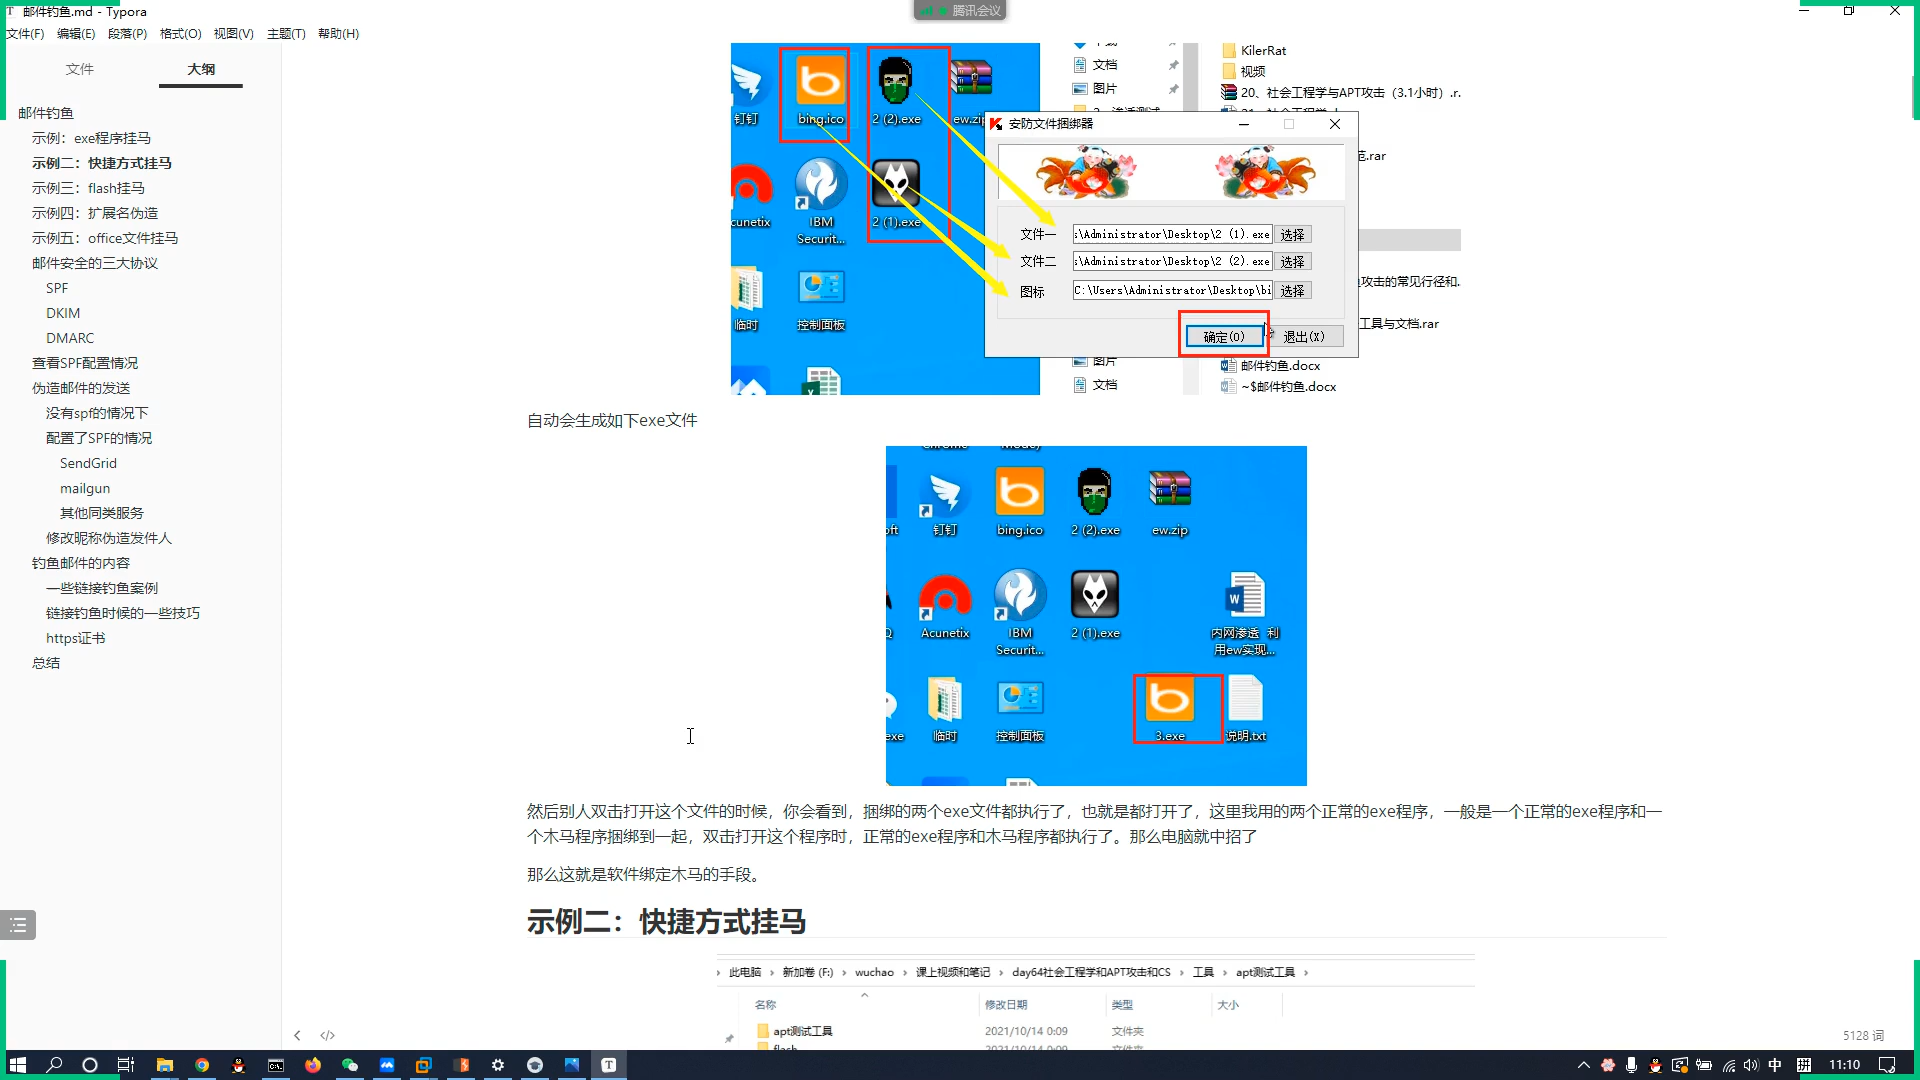 邮件钓鱼.md - Typora
腾讯会议
文件(F) 编辑(E) 段落(P) 格式(O) 视图(V) 主题(T) 帮助(H)
文件 大纲
邮件钓鱼
示例：exe程序挂马
示例二：快捷方式挂马
示例三：flash挂马
示例四：扩展名伪造
示例五：office文件挂马
邮件安全的三大协议
SPF
DKIM
DMARC
查看SPF配置情况
伪造邮件的发送
没有spf的情况下
配置了SPF的情况
SendGrid
mailgun
其他同类服务
修改昵称伪造发件人
钓鱼邮件的内容
一些链接钓鱼案例
链接钓鱼时候的一些技巧
https证书
总结
钉钉 bing.ico 2 (2).exe ew.zip
cunetix IBM Securit... 2 (1).exe
临时 控制面板
文档
图片
KilerRat
视频
20、社会工程学与APT攻击（3.1小时）.r.
安防文件捆绑器
文件一 s\Administrator\Desktop\2 (1).exe 选择
文件二 s\Administrator\Desktop\2 (2).exe 选择
图标 C:\Users\Administrator\Desktop\bi 选择
确定(O) 退出(X)
.rar
攻击的常见行径和.
工具与文档.rar
图片
文档
邮件钓鱼.docx
~$邮件钓鱼.docx
自动会生成如下exe文件
oft 钉钉 bing.ico 2 (2).exe ew.zip
Q Acunetix IBM Securit... 2 (1).exe 内网渗透 利用ew实现...
exe 临时 控制面板 3.exe 说明.txt
然后别人双击打开这个文件的时候，你会看到，捆绑的两个exe文件都执行了，也就是都打开了，这里我用的两个正常的exe程序，一般是一个正常的exe程序和一
个木马程序捆绑到一起，双击打开这个程序时，正常的exe程序和木马程序都执行了。那么电脑就中招了
那么这就是软件绑定木马的手段。
示例二：快捷方式挂马
› 此电脑 › 新加卷 (F:) › wuchao › 课上视频和笔记 › day64社会工程学和APT攻击和CS › 工具 › apt测试工具 ›
名称 修改日期 类型 大小
apt测试工具 2021/10/14 0:09 文件夹
flash 2021/10/14 0:09 文件夹
5128 词
中 拼 11:10